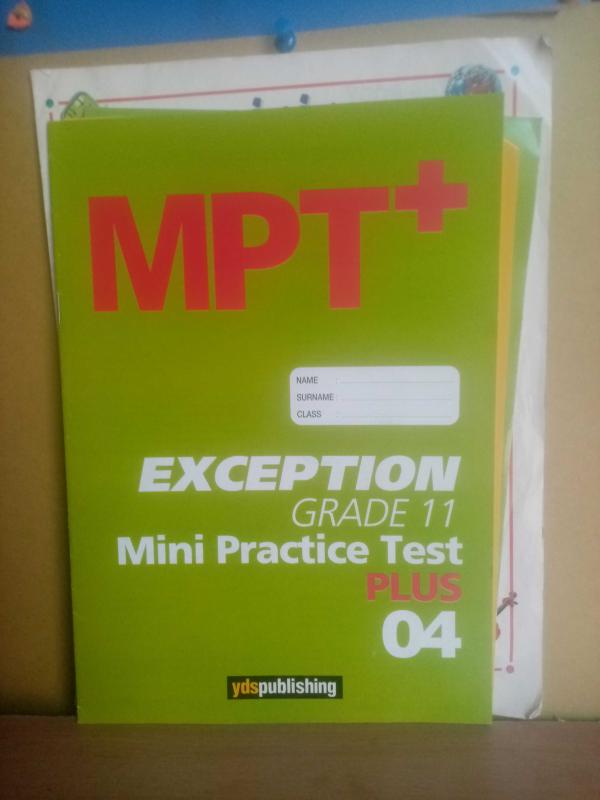 MPT+
NAME :
SURNAME :
CLASS :
EXCEPTION
GRADE 11
Mini Practice Test
PLUS
04
ydspublishing